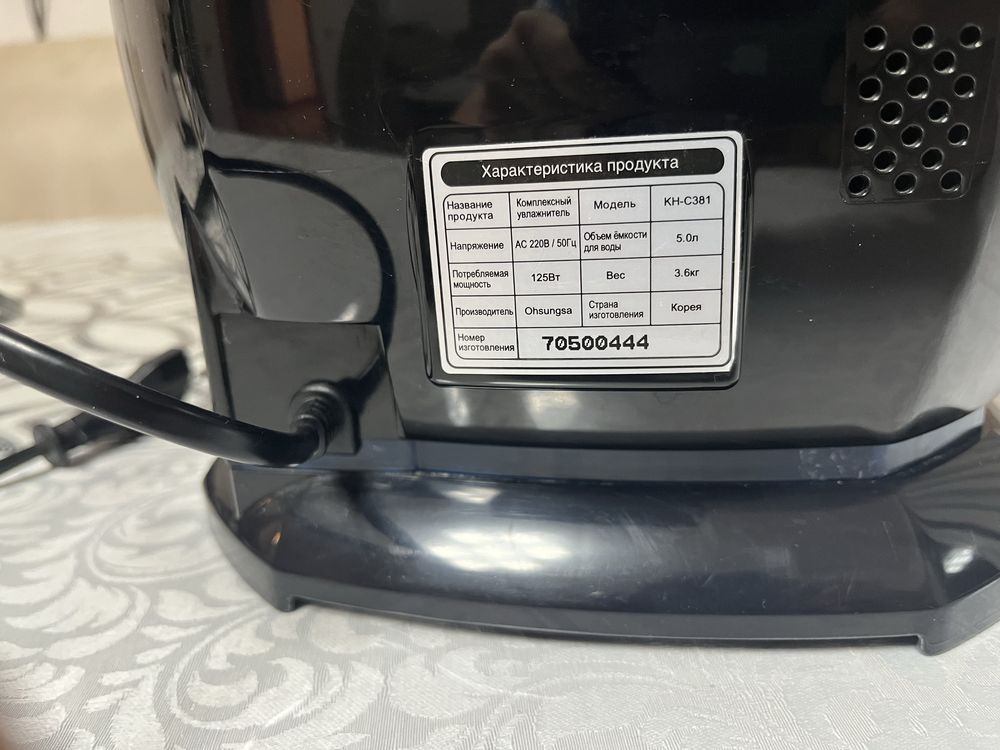 Характеристика продукта
Название продукта Комплексный увлажнитель Модель KH-C381
Напряжение AC 220В / 50Гц Объем ёмкости для воды 5.0л
Потребляемая мощность 125Вт Вес 3.6кг
Производитель Ohsungsa Страна изготовления Корея
Номер изготовления 70500444